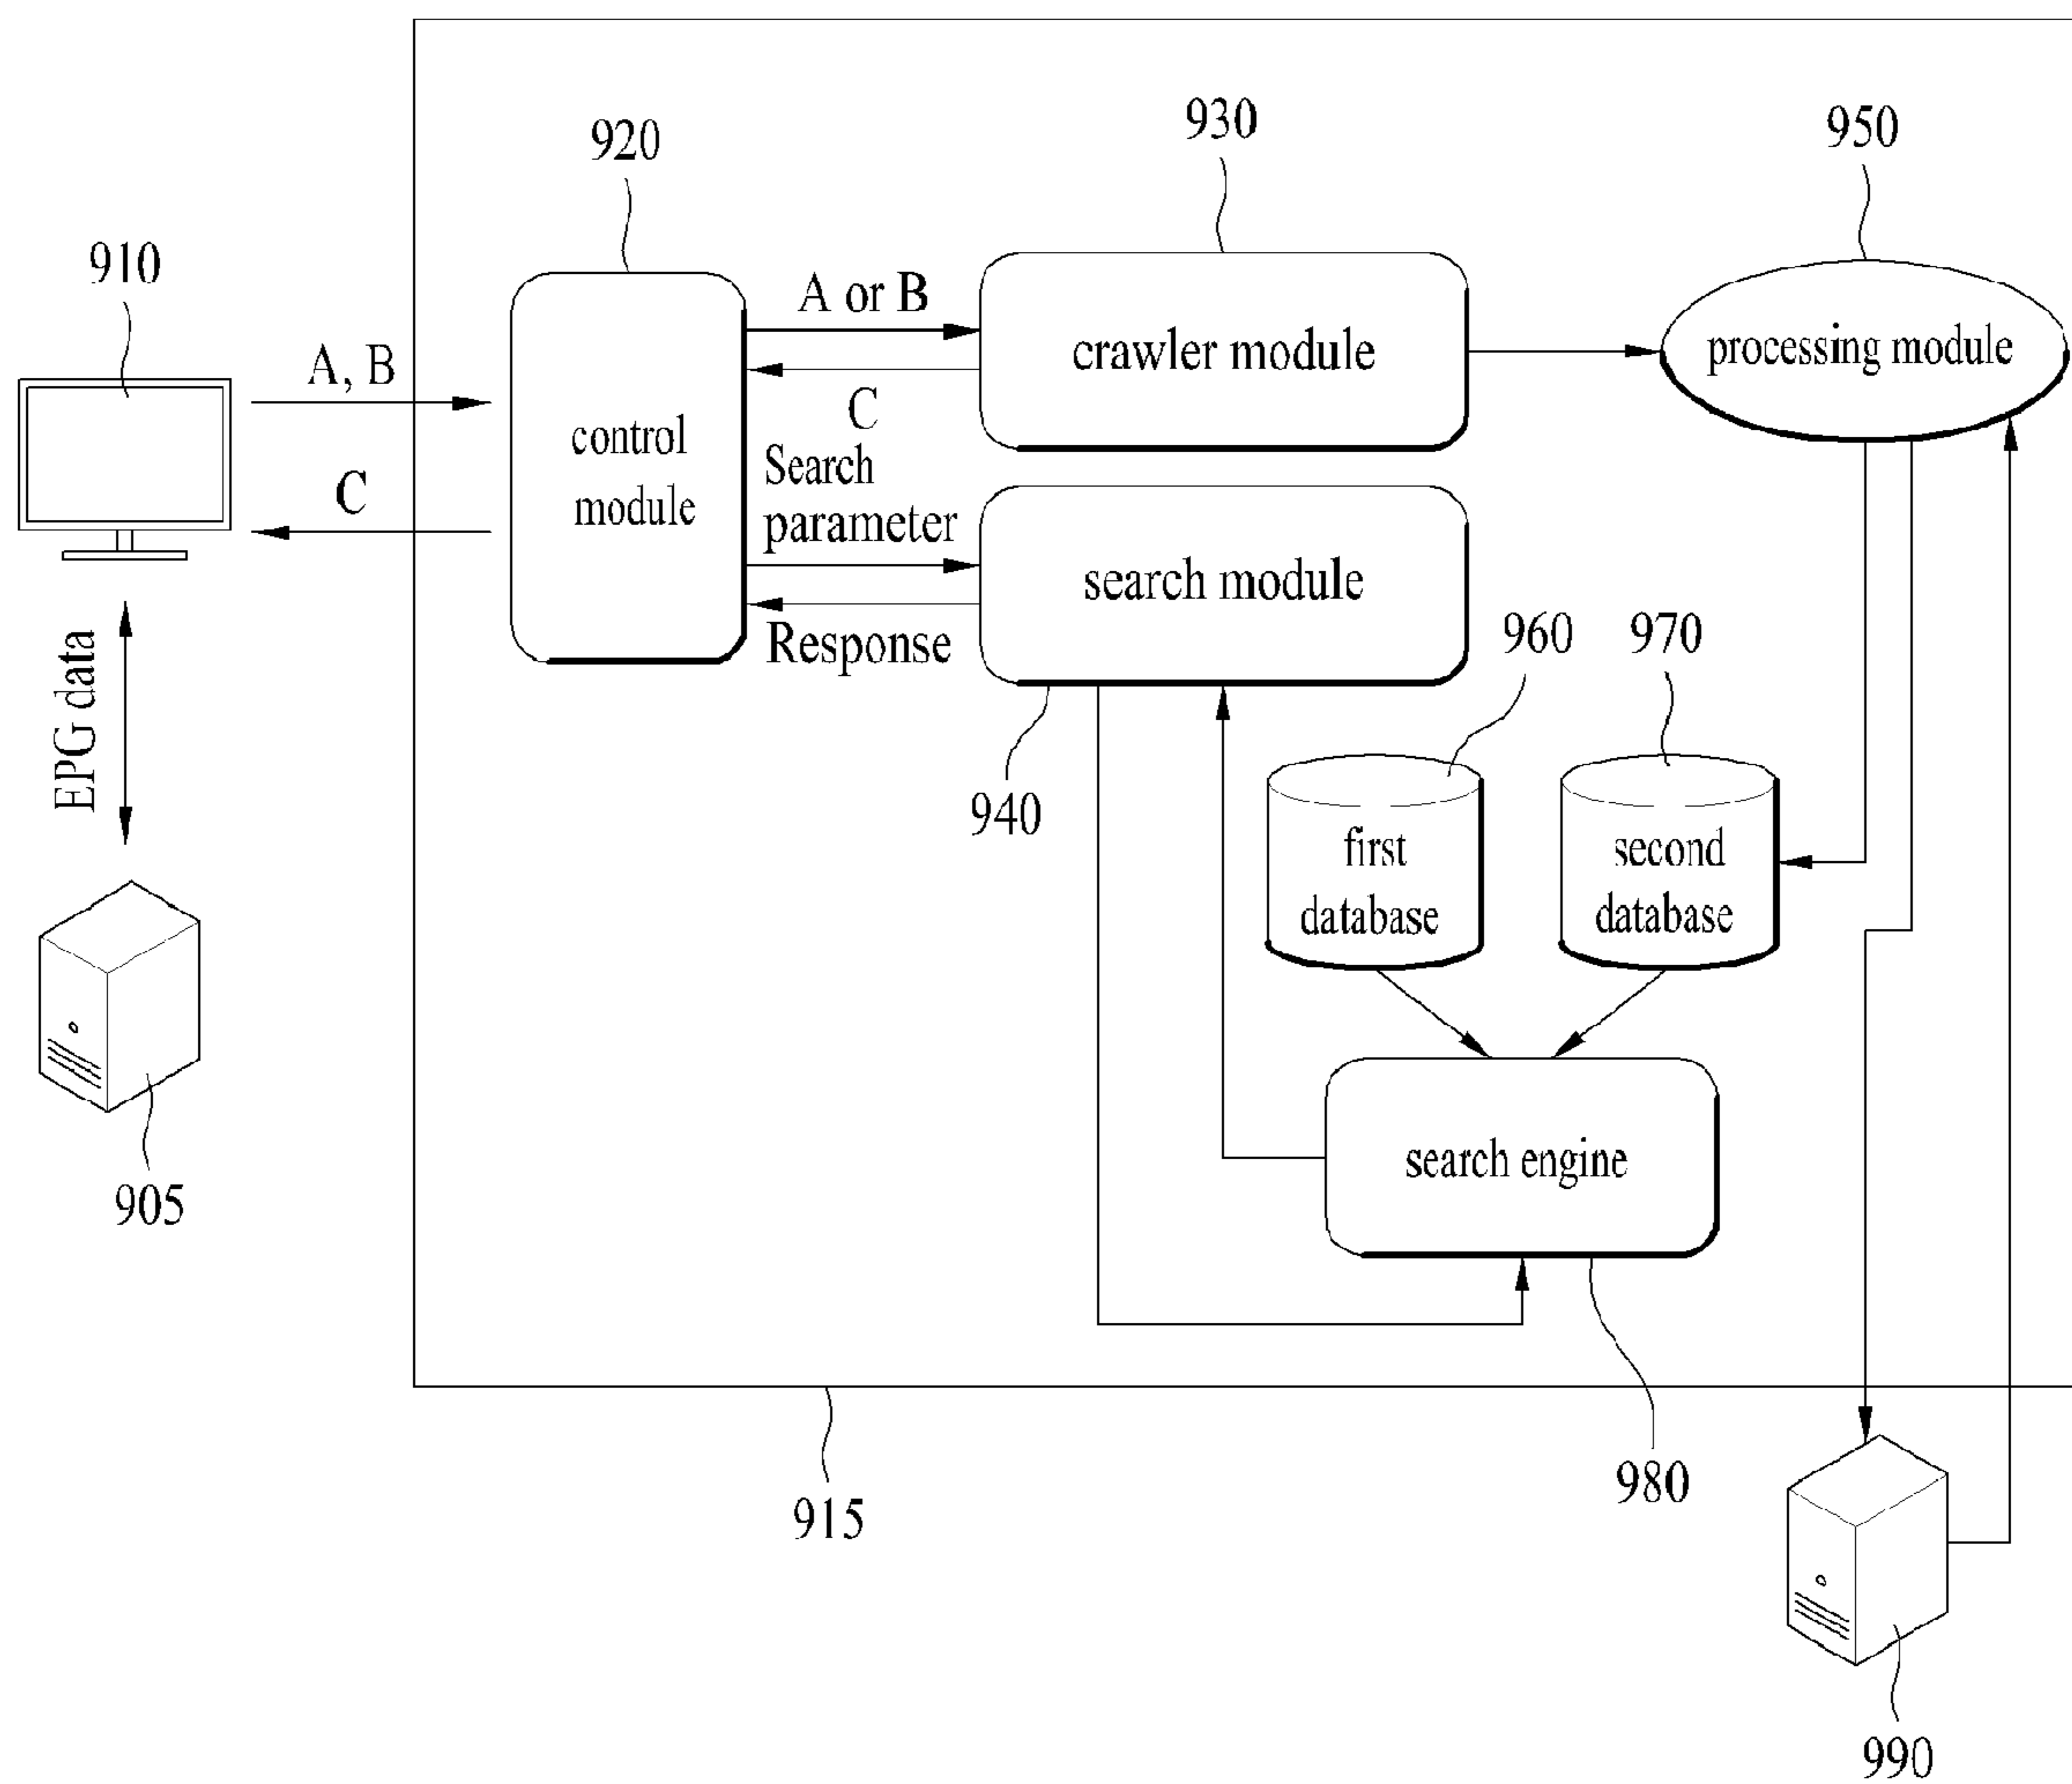 930
950
920
910
A or B
crawler module
processing module
A, B
C
control
module
Search
parameter
C
search module
Response
960
970
EPG data
940
first
database
second
database
905
search engine
915
980
990